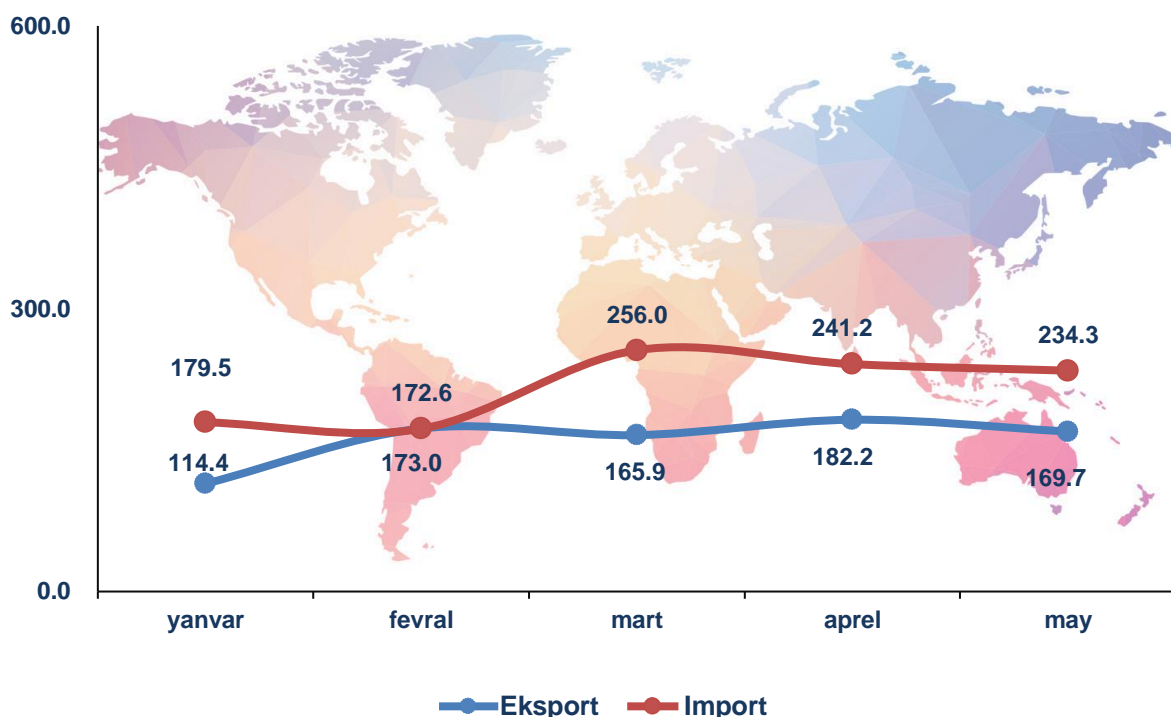 600.0
300.0
0.0
179.5
172.6
256.0
241.2
234.3
114.4
173.0
165.9
182.2
169.7
yanvar
fevral
mart
aprel
may
Eksport
Import